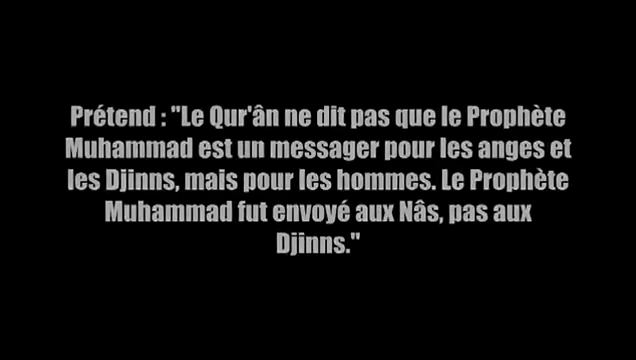 Prétend : "Le Qur'ân ne dit pas que le Prophète
Muhammad est un messager pour les anges et
les Djinns, mais pour les hommes. Le Prophète
Muhammad fut envoyé aux Nâs, pas aux
Djinns."